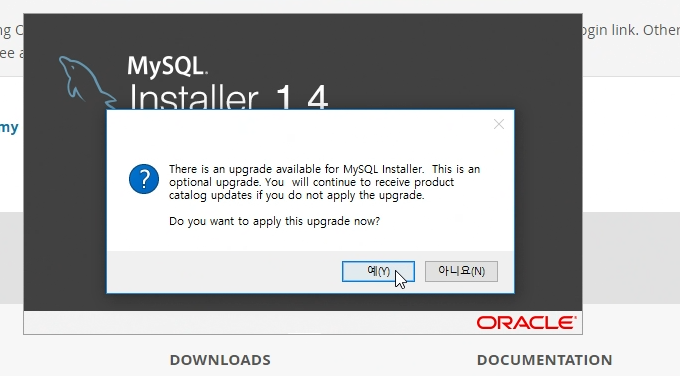 ng O
ogin link. Other
ee a
MySQL.
Installer 1.4
my
There is an upgrade available for MySQL Installer. This is an
optional upgrade. You will continue to receive product
catalog updates if you do not apply the upgrade.
Do you want to apply this upgrade now?
예(Y) 아니요(N)
ORACLE
DOWNLOADS DOCUMENTATION